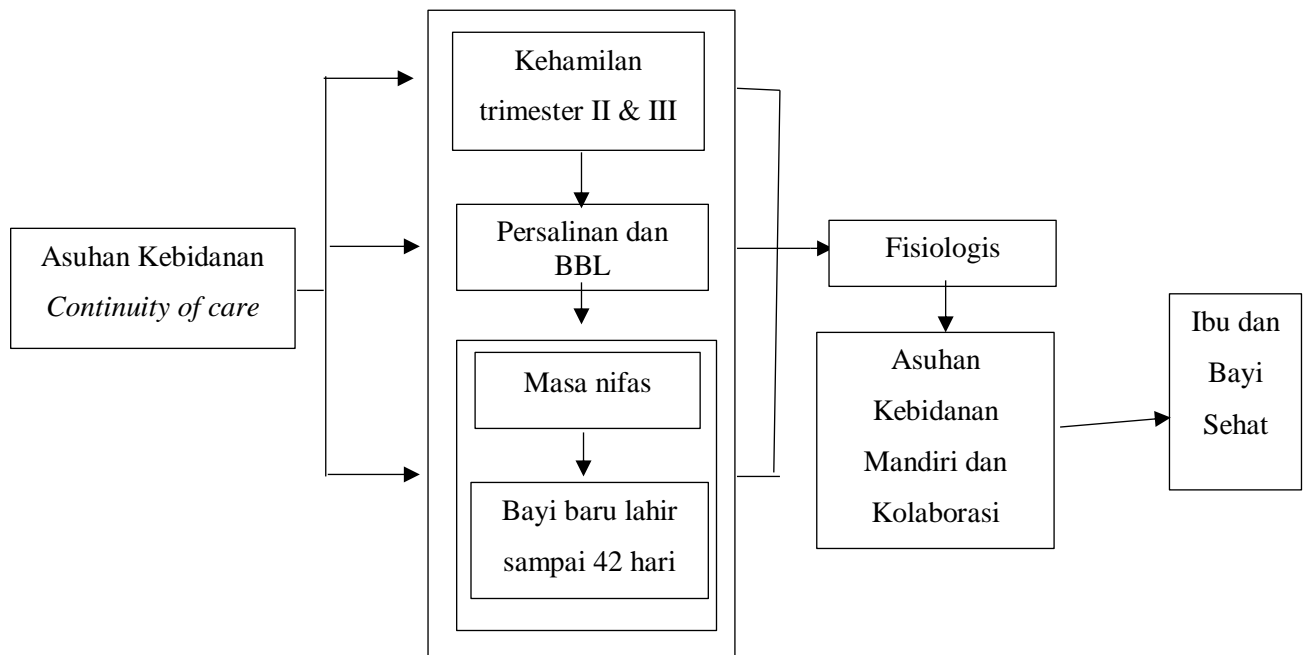 Asuhan Kebidanan
Continuity of care
Kehamilan
trimester II & III
Persalinan dan
BBL
Masa nifas
Bayi baru lahir
sampai 42 hari
Fisiologis
Asuhan
Kebidanan
Mandiri dan
Kolaborasi
Ibu dan
Bayi
Sehat